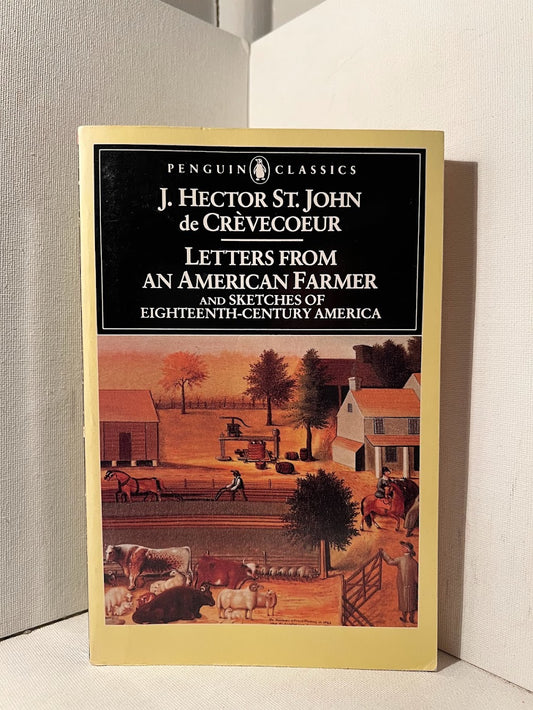 PENGUIN CLASSICS
J. HECTOR ST. JOHN
de CRÈVECOEUR
LETTERS FROM
AN AMERICAN FARMER
AND SKETCHES OF
EIGHTEENTH-CENTURY AMERICA